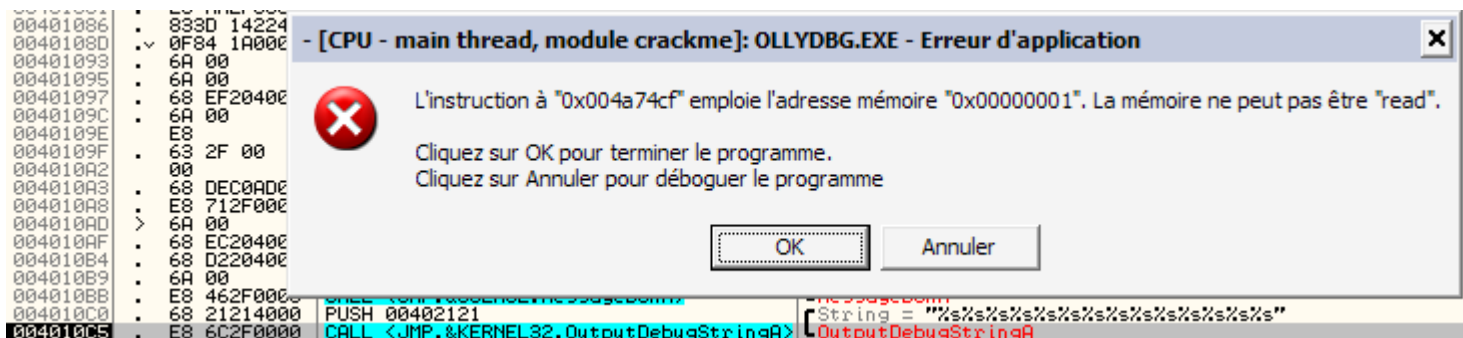 00401086 . 833D 14224
0040108D .v 0F84 1A000
00401093 . 6A 00
00401095 . 6A 00
00401097 . 68 EF20400
0040109C . 6A 00
0040109E E8
0040109F . 63 2F 00
004010A2 00
004010A3 . 68 DEC0AD0
004010A8 . E8 712F000
004010AD > 6A 00
004010AF . 68 EC20400
004010B4 . 68 D220400
004010B9 . 6A 00
004010BB . E8 462F0000
004010C0 . 68 21214000 PUSH 00402121 String = "%s%s%s%s%s%s%s%s%s%s%s%s%s%s"
004010C5 . E8 6C2F0000 CALL <JMP.&KERNEL32.OutputDebugStringA> OutputDebugStringA
- [CPU - main thread, module crackme]: OLLYDBG.EXE - Erreur d'application
L'instruction à "0x004a74cf" emploie l'adresse mémoire "0x00000001". La mémoire ne peut pas être "read".
Cliquez sur OK pour terminer le programme.
Cliquez sur Annuler pour déboguer le programme
OK
Annuler